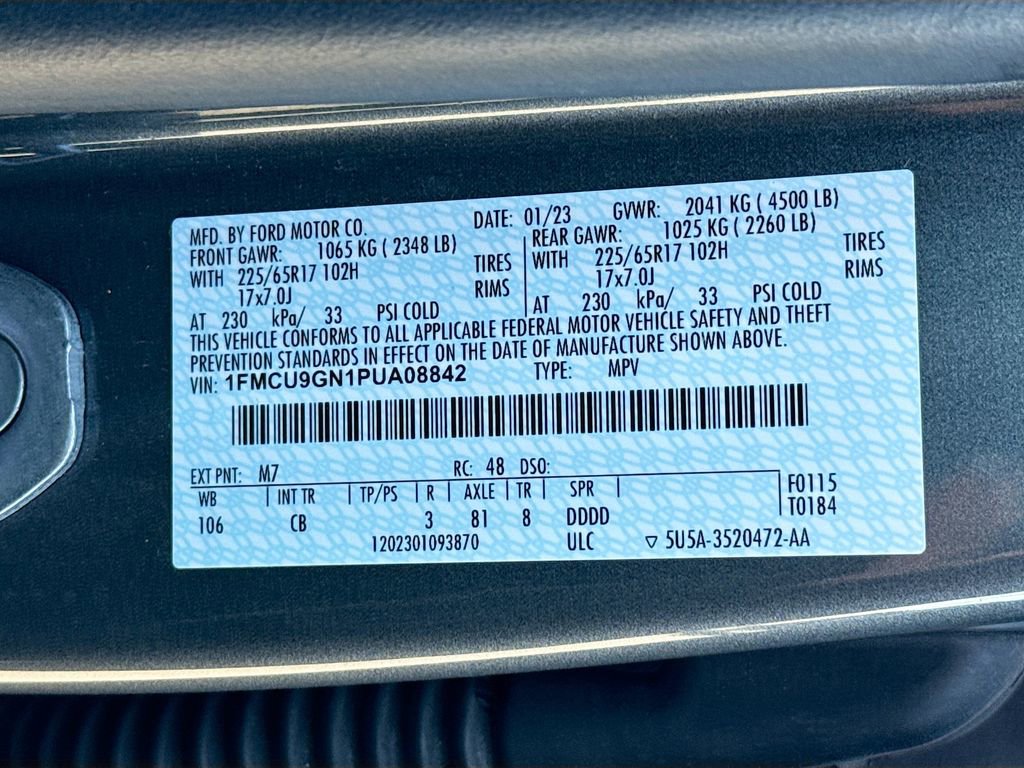 MFD. BY FORD MOTOR CO. DATE: 01/23 GVWR: 2041 KG ( 4500 LB)
FRONT GAWR: 1065 KG ( 2348 LB) REAR GAWR: 1025 KG ( 2260 LB)
WITH 225/65R17 102H TIRES WITH 225/65R17 102H TIRES
17x7.0J RIMS 17x7.0J RIMS
AT 230 kPa/ 33 PSI COLD AT 230 kPa/ 33 PSI COLD
THIS VEHICLE CONFORMS TO ALL APPLICABLE FEDERAL MOTOR VEHICLE SAFETY AND THEFT
PREVENTION STANDARDS IN EFFECT ON THE DATE OF MANUFACTURE SHOWN ABOVE.
VIN: 1FMCU9GN1PUA08842 TYPE: MPV
EXT PNT: M7 RC: 48 DSO:
WB INT TR TP/PS R AXLE TR SPR F0115
106 CB 3 81 8 DDDD T0184
1202301093870 ULC ▽ 5U5A-3520472-AA